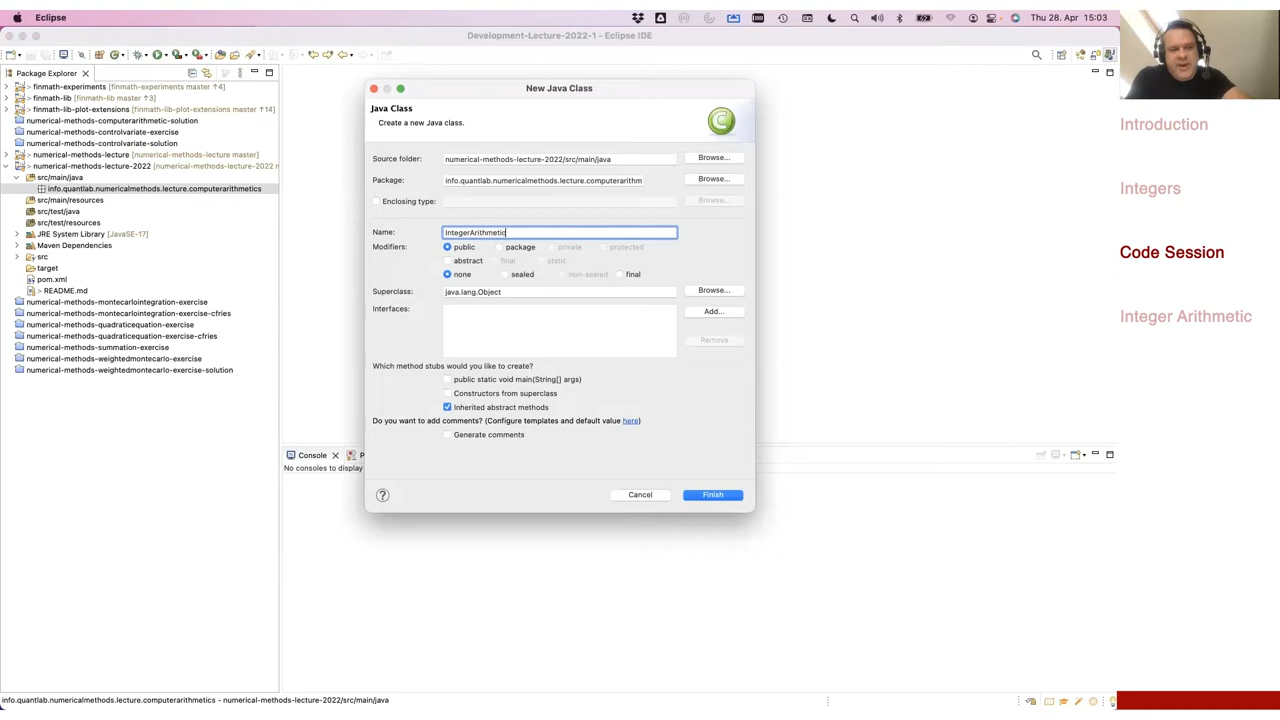 Eclipse
Thu 28. Apr 15:03
Development-Lecture-2022-1 - Eclipse IDE
Package Explorer
> finmath-experiments [finmath-experiments master ↑4]
> finmath-lib [finmath-lib master ↑3]
> finmath-lib-plot-extensions [finmath-lib-plot-extensions master ↑14]
numerical-methods-computerarithmetic-solution
numerical-methods-controlvariate-exercise
numerical-methods-controlvariate-solution
> numerical-methods-lecture [numerical-methods-lecture master]
> numerical-methods-lecture-2022 [numerical-methods-lecture-2022 m
src/main/java
info.quantlab.numericalmethods.lecture.computerarithmetics
src/main/resources
src/test/java
src/test/resources
JRE System Library [JavaSE-17]
Maven Dependencies
src
target
pom.xml
> README.md
numerical-methods-montecarlointegration-exercise
numerical-methods-montecarlointegration-exercise-cfries
numerical-methods-quadraticequation-exercise
numerical-methods-quadraticequation-exercise-cfries
numerical-methods-summation-exercise
numerical-methods-weightedmontecarlo-exercise
numerical-methods-weightedmontecarlo-exercise-solution
New Java Class
Java Class
Create a new Java class.
Source folder: numerical-methods-lecture-2022/src/main/java Browse...
Package: info.quantlab.numericalmethods.lecture.computerarithm Browse...
Enclosing type: Browse...
Name: IntegerArithmetic
Modifiers: public package private protected
abstract final static
none sealed non-sealed final
Superclass: java.lang.Object Browse...
Interfaces: Add...
Remove
Which method stubs would you like to create?
public static void main(String[] args)
Constructors from superclass
Inherited abstract methods
Do you want to add comments? (Configure templates and default value here)
Generate comments
? Cancel Finish
Console P
No consoles to display
info.quantlab.numericalmethods.lecture.computerarithmetics - numerical-methods-lecture-2022/src/main/java
Introduction
Integers
Code Session
Integer Arithmetic